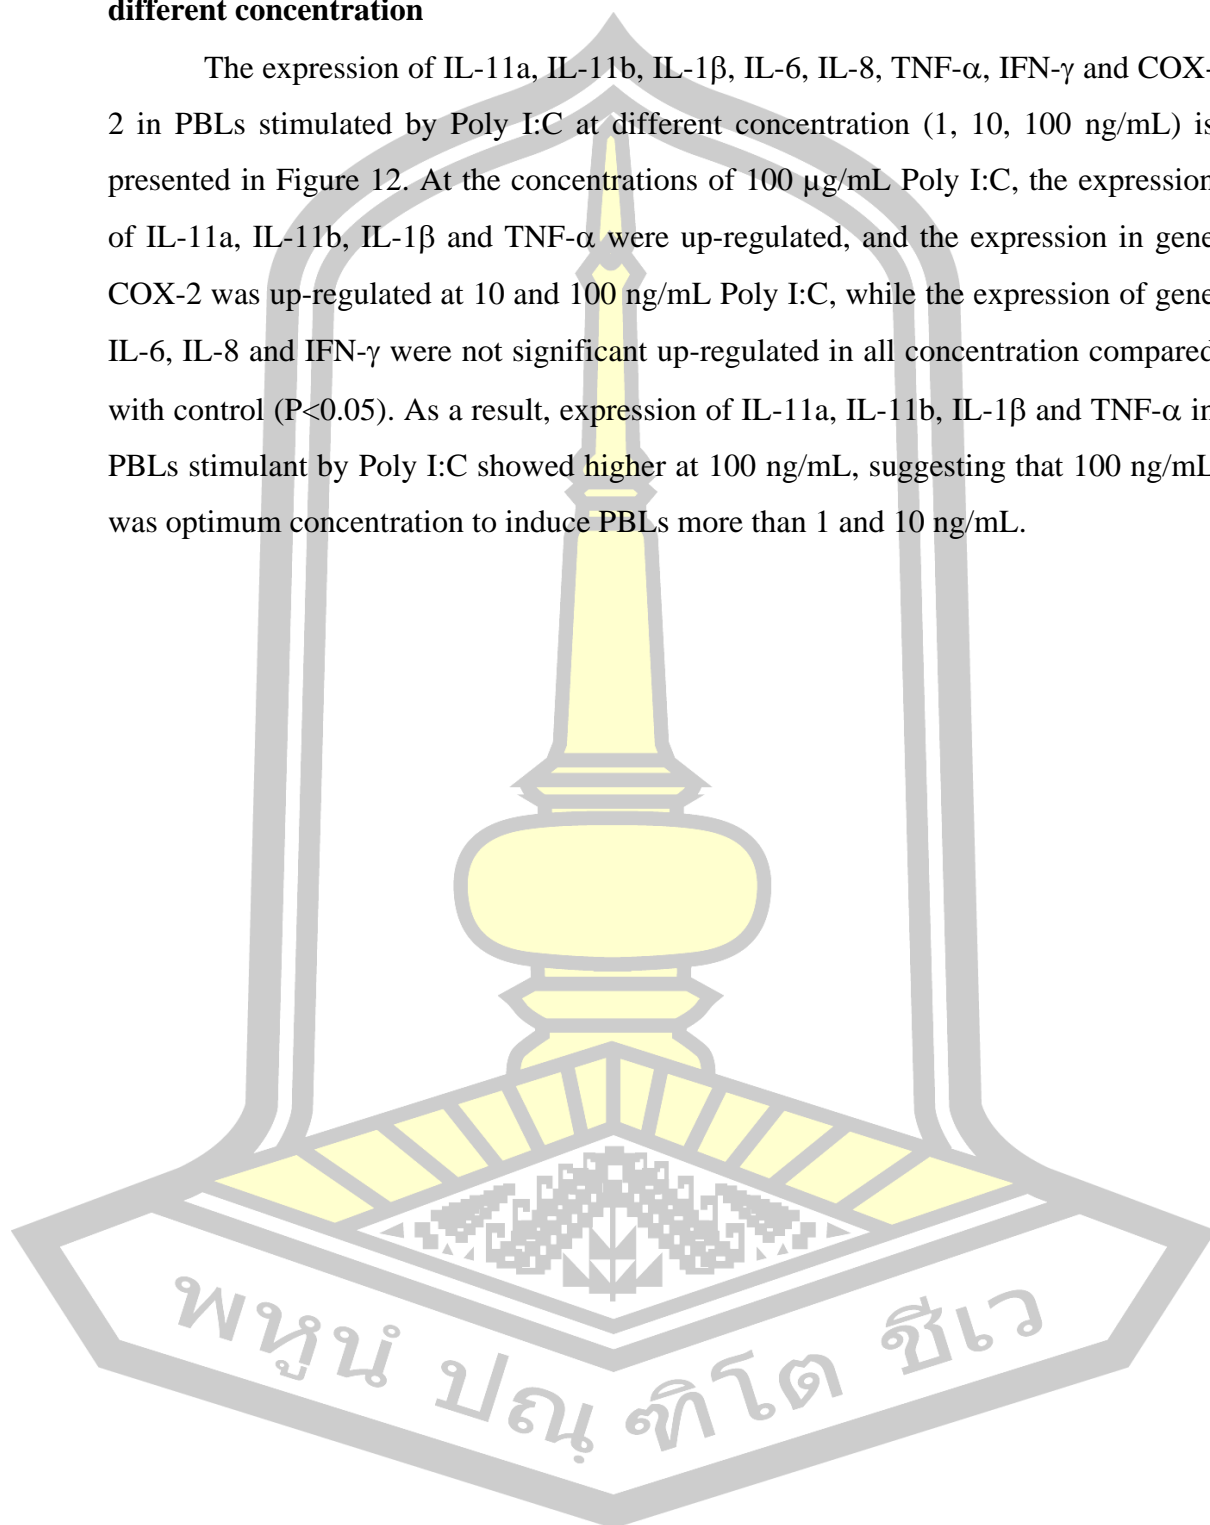 different concentration
The expression of IL-11a, IL-11b, IL-1β, IL-6, IL-8, TNF-α, IFN-γ and COX-
2 in PBLs stimulated by Poly I:C at different concentration (1, 10, 100 ng/mL) is
presented in Figure 12. At the concentrations of 100 µg/mL Poly I:C, the expression
of IL-11a, IL-11b, IL-1β and TNF-α were up-regulated, and the expression in gene
COX-2 was up-regulated at 10 and 100 ng/mL Poly I:C, while the expression of gene
IL-6, IL-8 and IFN-γ were not significant up-regulated in all concentration compared
with control (P<0.05). As a result, expression of IL-11a, IL-11b, IL-1β and TNF-α in
PBLs stimulant by Poly I:C showed higher at 100 ng/mL, suggesting that 100 ng/mL
was optimum concentration to induce PBLs more than 1 and 10 ng/mL.
พหูนํ ปณฺฑิโต ชีเว